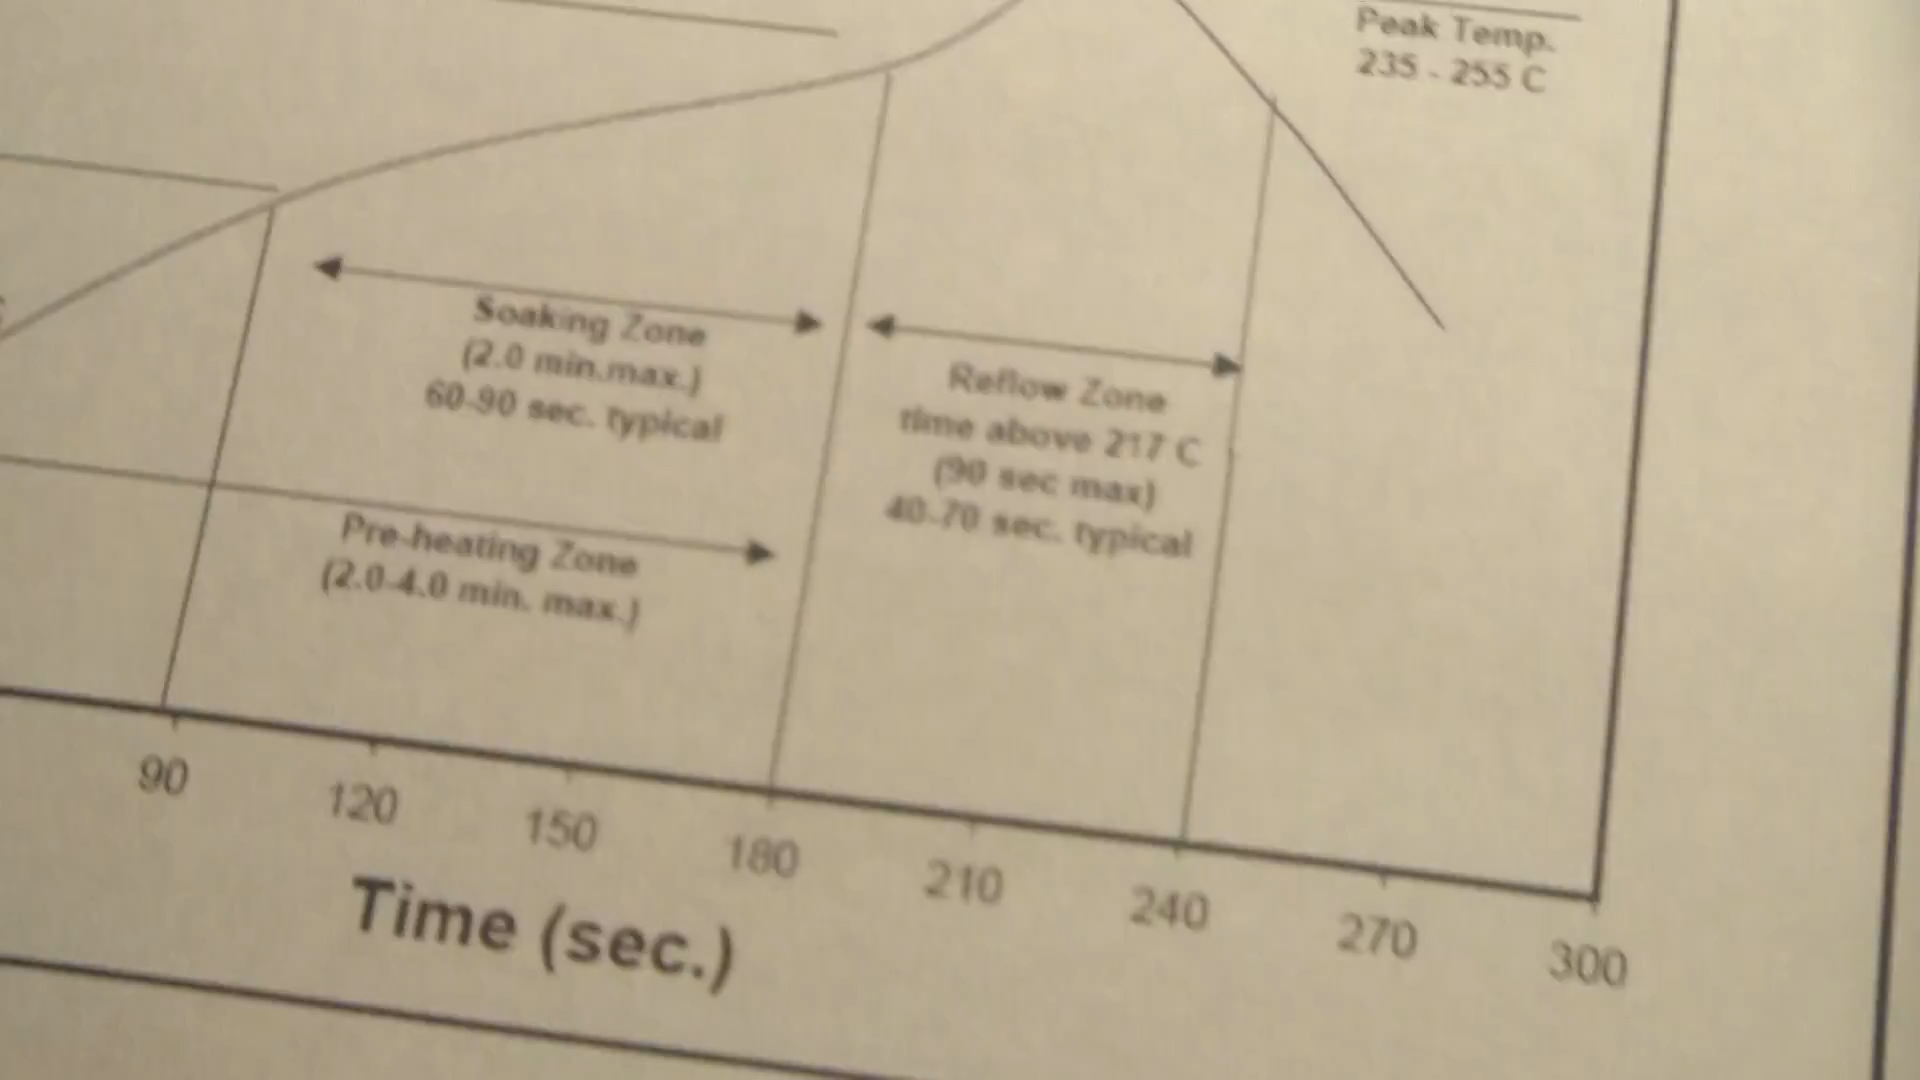 Peak Temp.
235 - 255 C
Soaking Zone
(2.0 min.max.)
60-90 sec. typical
Reflow Zone
time above 217 C
(90 sec max)
40-70 sec. typical
Pre-heating Zone
(2.0-4.0 min. max.)
90 120 150 180 210 240 270 300
Time (sec.)